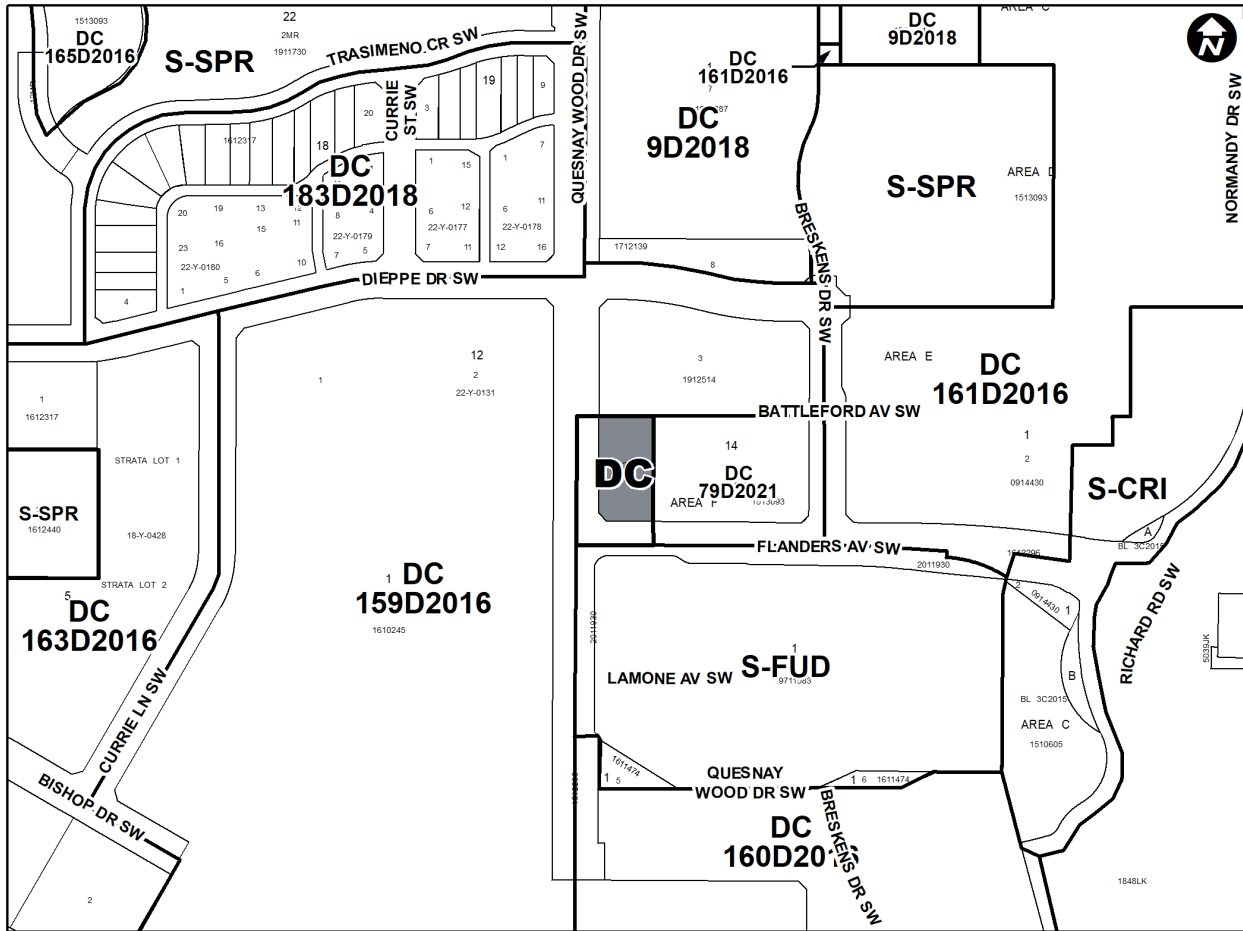 22
1513093
DC
165D2016
2MR
1911730
S-SPR
TRASIMENO CR SW
QUESNAY WOOD DR SW
DC
161D2016
DC
9D2018
N
NORMANDY DR SW
7
DC
9D2018
S-SPR
AREA D
1513093
BRESKENS DR SW
CURRIE
ST SW
3
19
9
20
1612317
18
DC
183D2018
1
15
1
7
20
19
13
12
15
11
8
4
6
12
6
11
23
16
22-Y-0179
22-Y-0177
22-Y-0178
22-Y-0180
10
7
5
7
11
12
16
5
6
1
4
1712139
8
DIEPPE DR SW
12
2
22-Y-0131
1
3
1912514
AREA E
DC
161D2016
1
2
0914430
BATTLEFORD AV SW
1
1612317
STRATA LOT 1
S-SPR
1612440
18-Y-0428
STRATA LOT 2
DC
14
DC
79D2021
AREA F
1513093
S-CRI
A
BL 3C2015
FLANDERS AV SW
2011930
1612296
5
DC
163D2016
1
DC
159D2016
1610245
2
0914430
1
RICHARD RD SW
5039JK
2011930
1
S-FUD
9711583
LAMONE AV SW
B
BL 3C2015
AREA C
1510605
CURRIE LN SW
BISHOP DR SW
1611474
1
5
QUESNAY
WOOD DR SW
1
6
1611474
BRESKENS DR SW
DC
2
1848LK